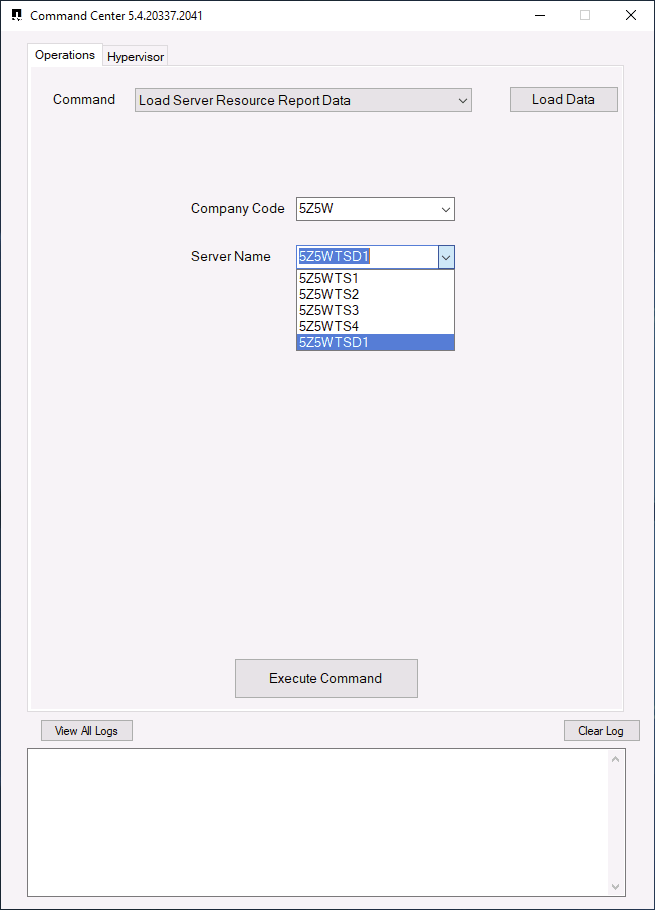 Command Center 5.4.20337.2041
Operations
Hypervisor
Command
Load Server Resource Report Data
Load Data
Company Code
5Z5W
Server Name
5Z5WTSD1
5Z5WTS1
5Z5WTS2
5Z5WTS3
5Z5WTS4
5Z5WTSD1
Execute Command
View All Logs
Clear Log